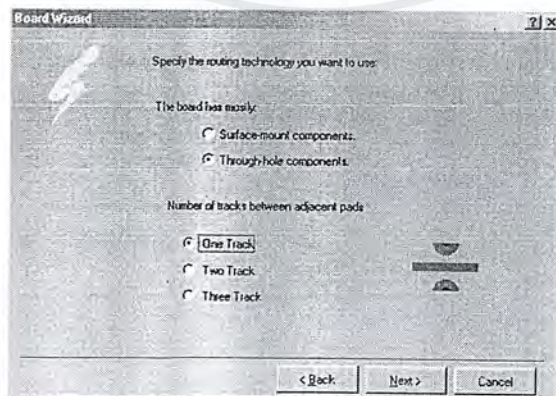 Board Wizard
Specify the routing technology you want to use:
The board has mostly:
Surface-mount components.
Through-hole components.
Number of tracks between adjacent pads
One Track
Two Track
Three Track
< Back
Next >
Cancel